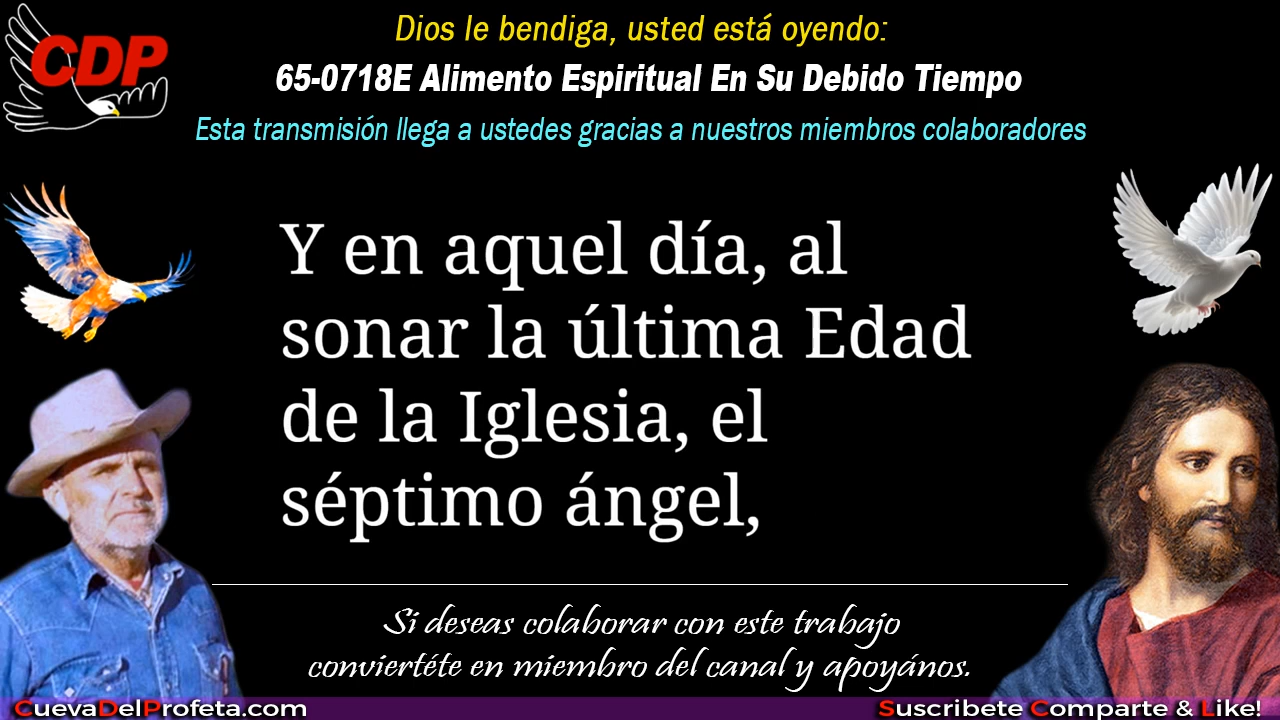 CDP
Dios le bendiga, usted está oyendo:
65-0718E Alimento Espiritual En Su Debido Tiempo
Esta transmisión llega a ustedes gracias a nuestros miembros colaboradores
Y en aquel día, al
sonar la última Edad
de la Iglesia, el
séptimo ángel,
Si deseas colaborar con este trabajo
conviertéte en miembro del canal y apoyános.
CuevaDelProfeta.com
Suscribete Comparte & Like!